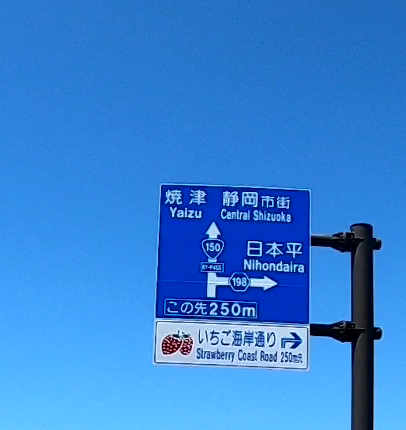 焼津 静岡市街
Yaizu Central Shizuoka
150
日本平
Nihondaira
BY-PASS
198
この先250m
いちご海岸通り
Strawberry Coast Road 250m先